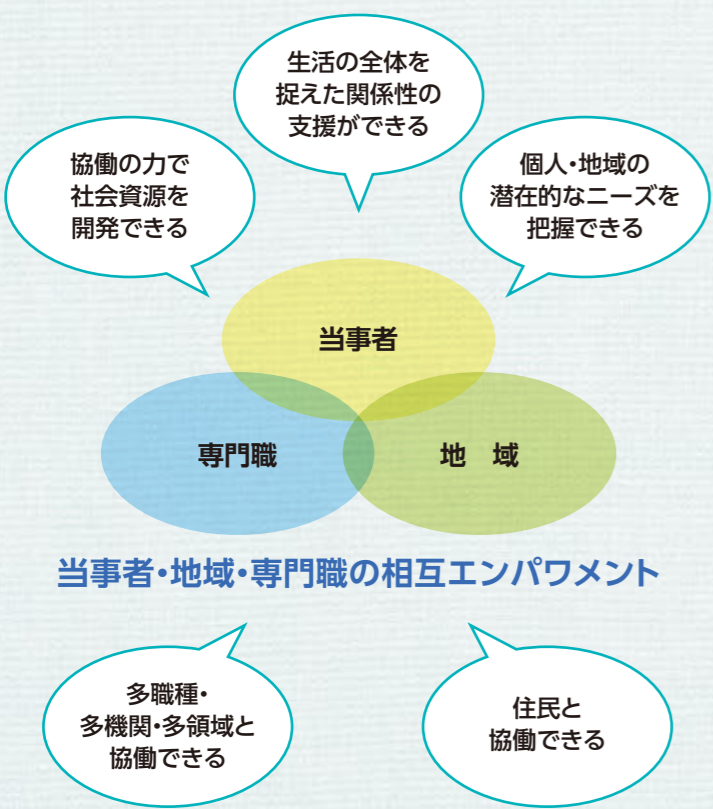 生活の全体を
捉えた関係性の
支援ができる
協働の力で
社会資源を
開発できる
個人・地域の
潜在的なニーズを
把握できる
当事者
専門職
地　域
当事者・地域・専門職の相互エンパワメント
多職種・
多機関・多領域と
協働できる
住民と
協働できる